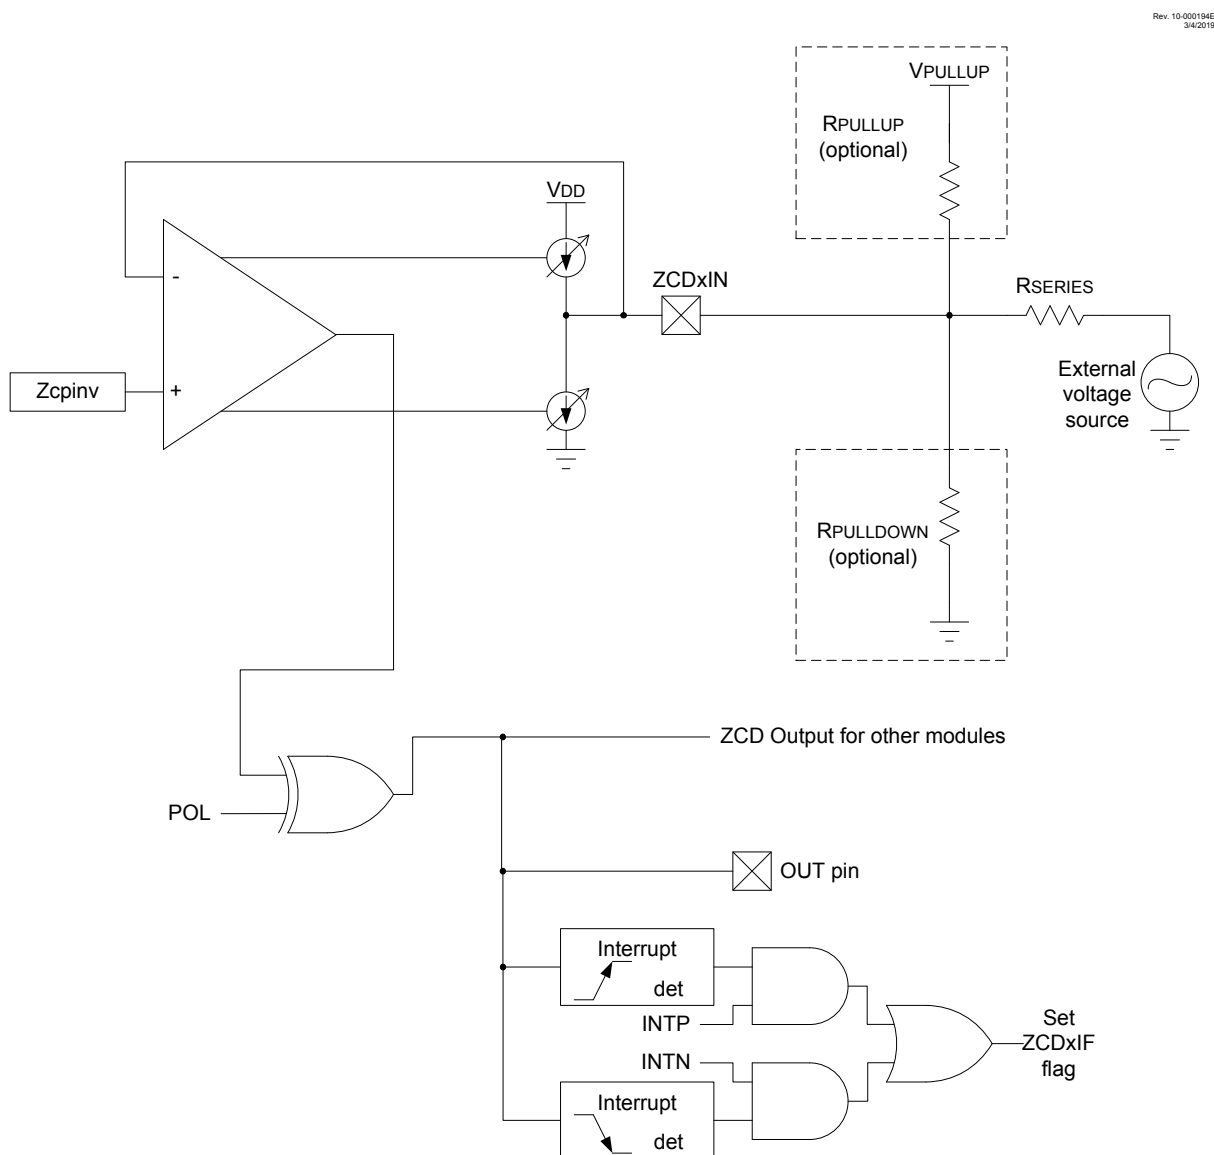 Rev. 10-000194E
3/4/2019
VPULLUP
RPULLUP
(optional)
VDD
ZCDxIN
RSERIES
-
Zcpinv
+
External
voltage
source
RPULLDOWN
(optional)
ZCD Output for other modules
POL
OUT pin
Interrupt
det
INTP
Set
ZCDxIF
flag
INTN
Interrupt
det